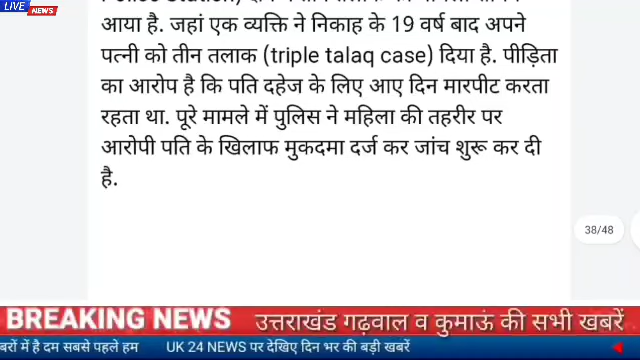 LIVE NEWS
आया है. जहां एक व्यक्ति ने निकाह के 19 वर्ष बाद अपने
पत्नी को तीन तलाक (triple talaq case) दिया है. पीड़िता
का आरोप है कि पति दहेज के लिए आए दिन मारपीट करता
रहता था. पूरे मामले में पुलिस ने महिला की तहरीर पर
आरोपी पति के खिलाफ मुकदमा दर्ज कर जांच शुरू कर दी
है.
38/48
BREAKING NEWS उत्तराखंड गढ़वाल व कुमाऊं की सभी खबरें
बरों में है दम सबसे पहले हम UK 24 NEWS पर देखिए दिन भर की बड़ी खबरें